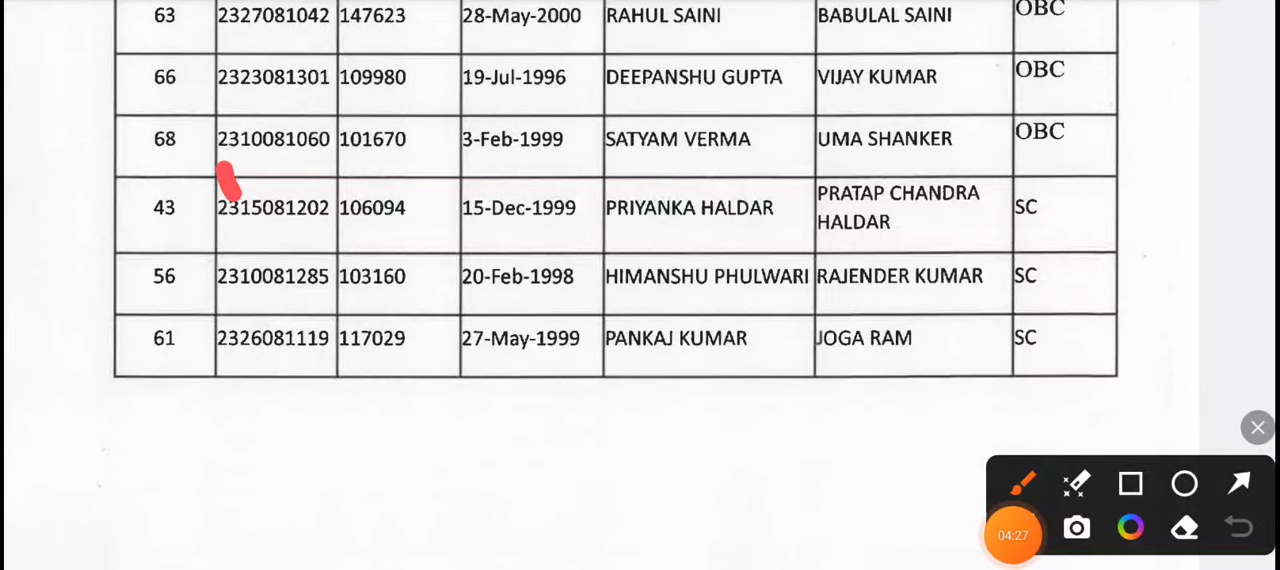 63 2327081042 147623 28-May-2000 RAHUL SAINI BABULAL SAINI OBC
66 2323081301 109980 19-Jul-1996 DEEPANSHU GUPTA VIJAY KUMAR OBC
68 2310081060 101670 3-Feb-1999 SATYAM VERMA UMA SHANKER OBC
43 2315081202 106094 15-Dec-1999 PRIYANKA HALDAR PRATAP CHANDRA HALDAR SC
56 2310081285 103160 20-Feb-1998 HIMANSHU PHULWARI RAJENDER KUMAR SC
61 2326081119 117029 27-May-1999 PANKAJ KUMAR JOGA RAM SC
04:27